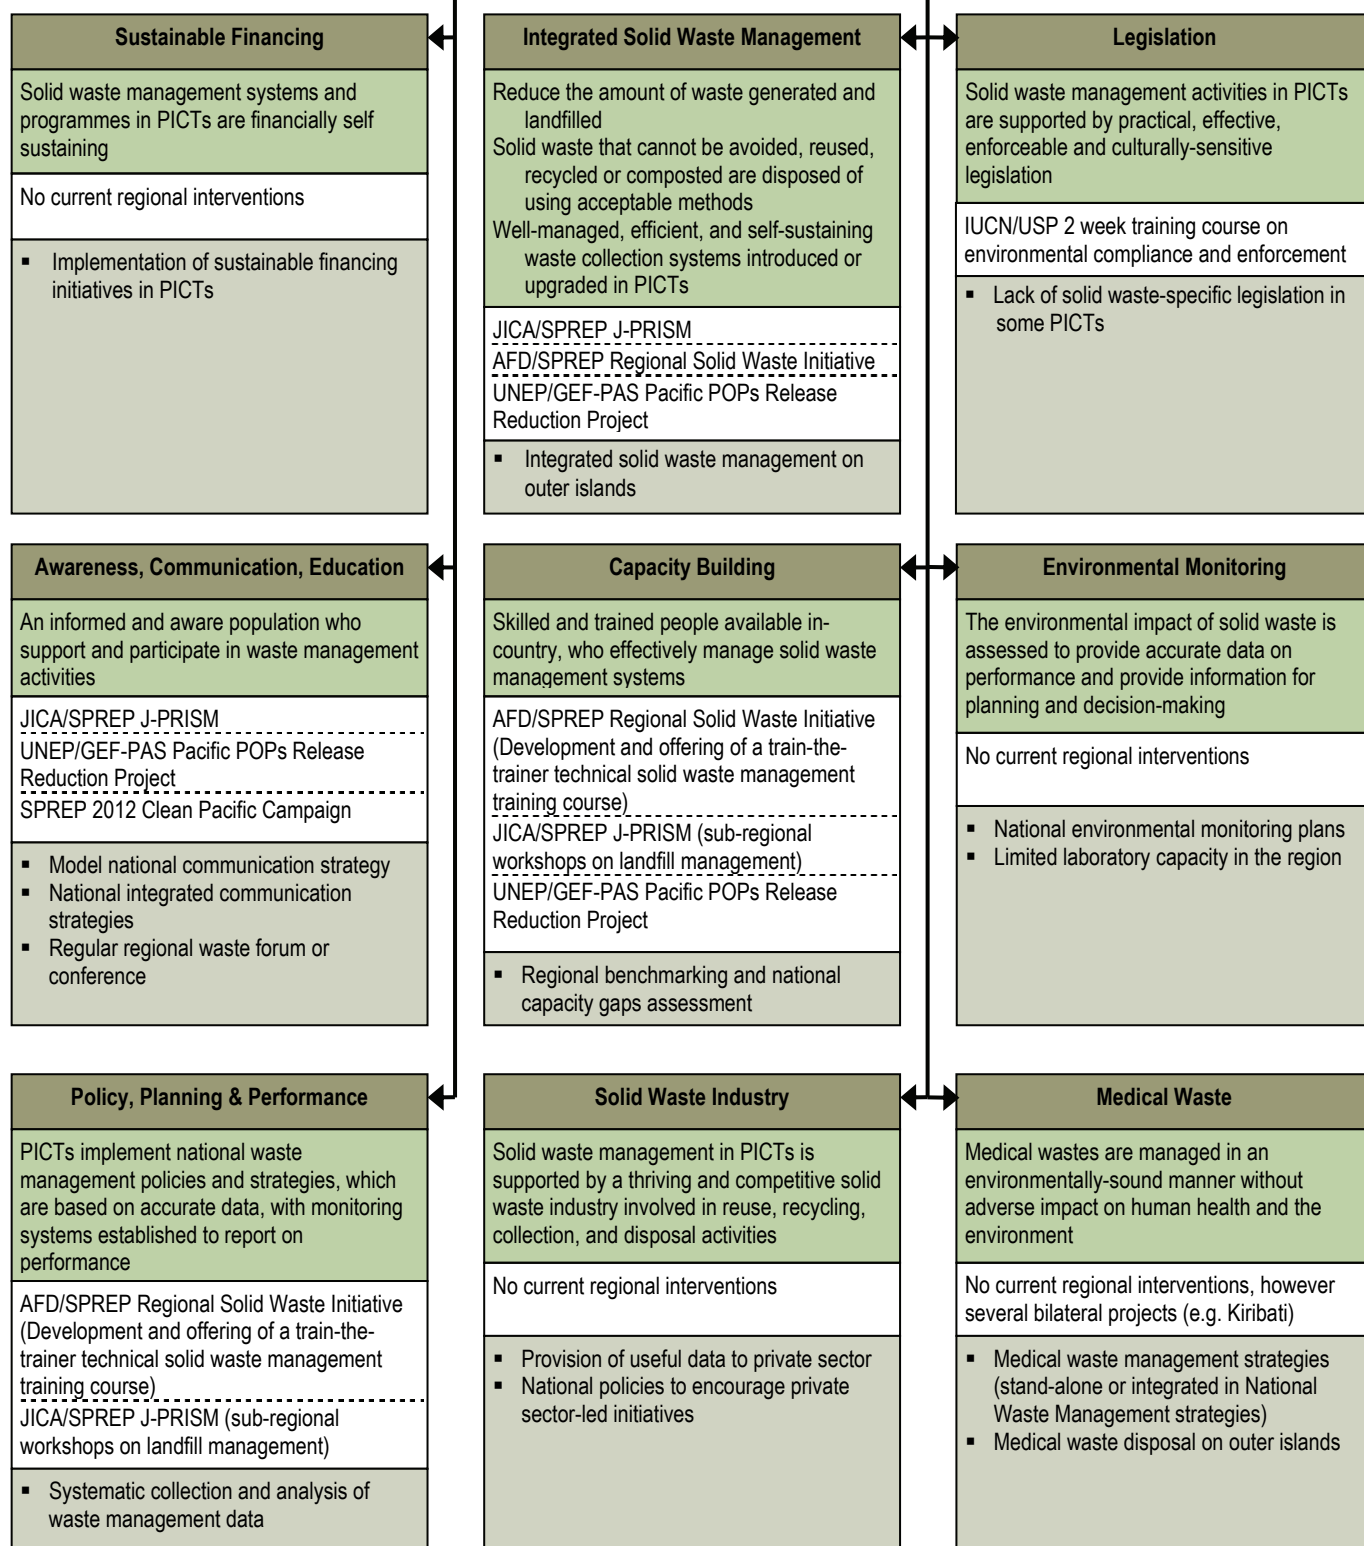 Sustainable Financing
Solid waste management systems and
programmes in PICTs are financially self
sustaining
No current regional interventions
▪ Implementation of sustainable financing
initiatives in PICTs
Integrated Solid Waste Management
Reduce the amount of waste generated and
landfilled
Solid waste that cannot be avoided, reused,
recycled or composted are disposed of
using acceptable methods
Well-managed, efficient, and self-sustaining
waste collection systems introduced or
upgraded in PICTs
JICA/SPREP J-PRISM
AFD/SPREP Regional Solid Waste Initiative
UNEP/GEF-PAS Pacific POPs Release
Reduction Project
▪ Integrated solid waste management on
outer islands
Legislation
Solid waste management activities in PICTs
are supported by practical, effective,
enforceable and culturally-sensitive
legislation
IUCN/USP 2 week training course on
environmental compliance and enforcement
▪ Lack of solid waste-specific legislation in
some PICTs
Awareness, Communication, Education
An informed and aware population who
support and participate in waste management
activities
JICA/SPREP J-PRISM
UNEP/GEF-PAS Pacific POPs Release
Reduction Project
SPREP 2012 Clean Pacific Campaign
▪ Model national communication strategy
▪ National integrated communication
strategies
▪ Regular regional waste forum or
conference
Capacity Building
Skilled and trained people available in-
country, who effectively manage solid waste
management systems
AFD/SPREP Regional Solid Waste Initiative
(Development and offering of a train-the-
trainer technical solid waste management
training course)
JICA/SPREP J-PRISM (sub-regional
workshops on landfill management)
UNEP/GEF-PAS Pacific POPs Release
Reduction Project
▪ Regional benchmarking and national
capacity gaps assessment
Environmental Monitoring
The environmental impact of solid waste is
assessed to provide accurate data on
performance and provide information for
planning and decision-making
No current regional interventions
▪ National environmental monitoring plans
▪ Limited laboratory capacity in the region
Policy, Planning & Performance
PICTs implement national waste
management policies and strategies, which
are based on accurate data, with monitoring
systems established to report on
performance
AFD/SPREP Regional Solid Waste Initiative
(Development and offering of a train-the-
trainer technical solid waste management
training course)
JICA/SPREP J-PRISM (sub-regional
workshops on landfill management)
▪ Systematic collection and analysis of
waste management data
Solid Waste Industry
Solid waste management in PICTs is
supported by a thriving and competitive solid
waste industry involved in reuse, recycling,
collection, and disposal activities
No current regional interventions
▪ Provision of useful data to private sector
▪ National policies to encourage private
sector-led initiatives
Medical Waste
Medical wastes are managed in an
environmentally-sound manner without
adverse impact on human health and the
environment
No current regional interventions, however
several bilateral projects (e.g. Kiribati)
▪ Medical waste management strategies
(stand-alone or integrated in National
Waste Management strategies)
▪ Medical waste disposal on outer islands